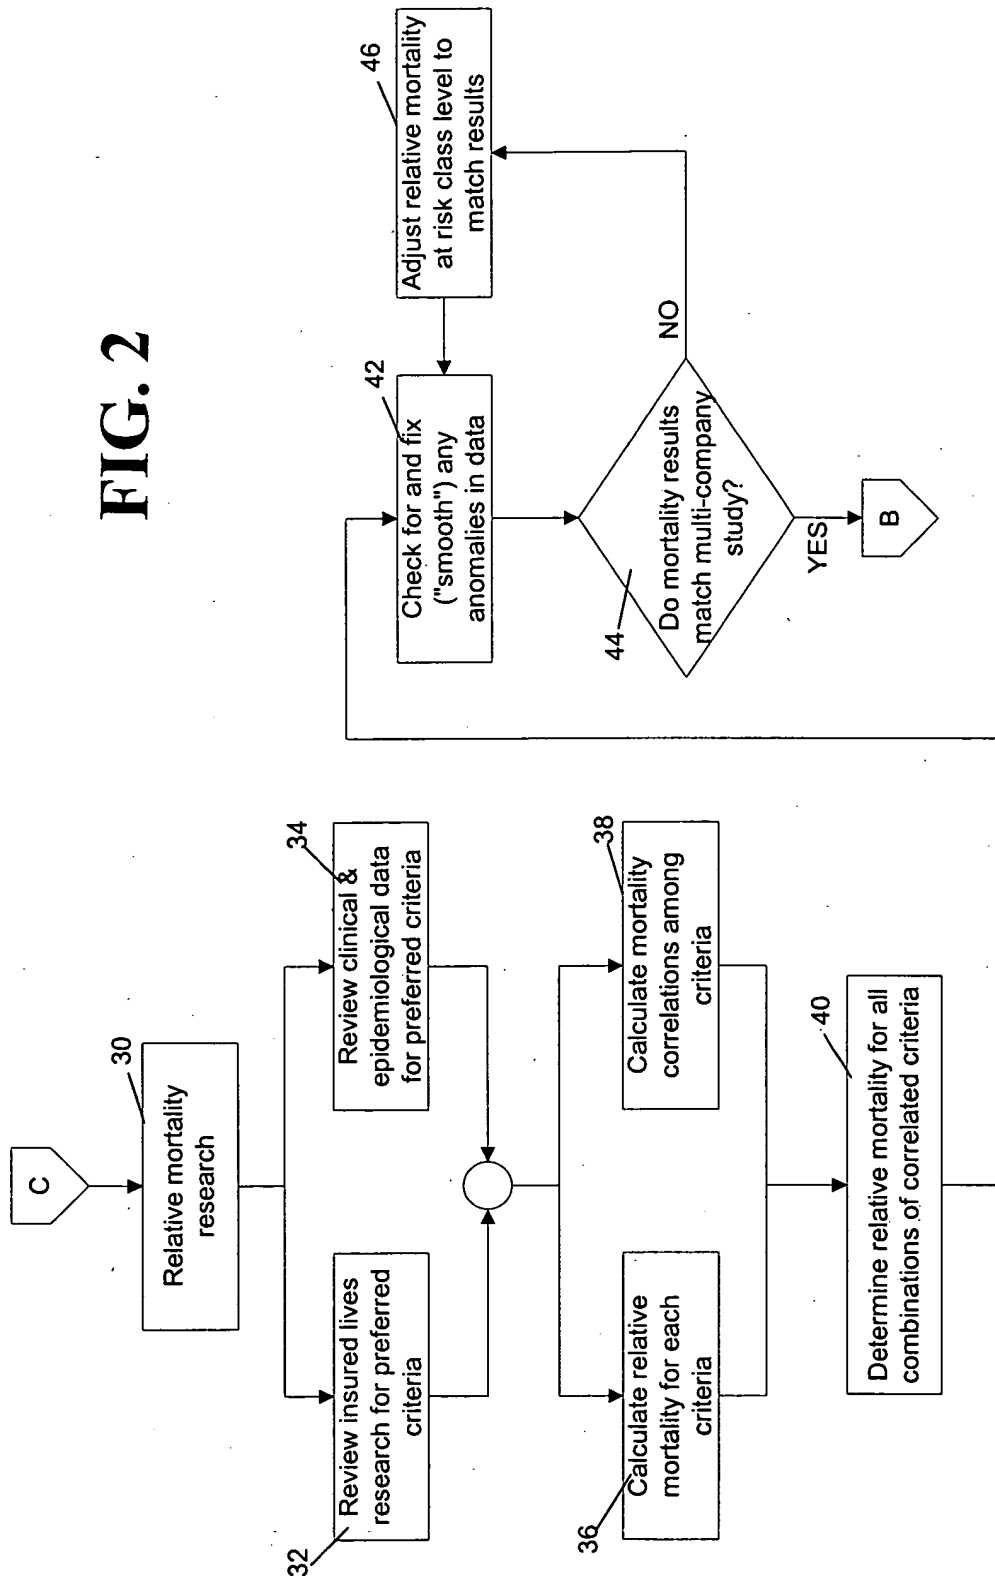 FIG. 2
C
30
Relative mortality
research
32
Review insured lives
research for preferred
criteria
34
Review clinical &
epidemiological data
for preferred criteria
36
Calculate relative
mortality for each
criteria
38
Calculate mortality
correlations among
criteria
40
Determine relative mortality for all
combinations of correlated criteria
42
Check for and fix
("smooth") any
anomalies in data
46
Adjust relative mortality
at risk class level to
match results
44
Do mortality results
match multi-company
study?
NO
YES
B